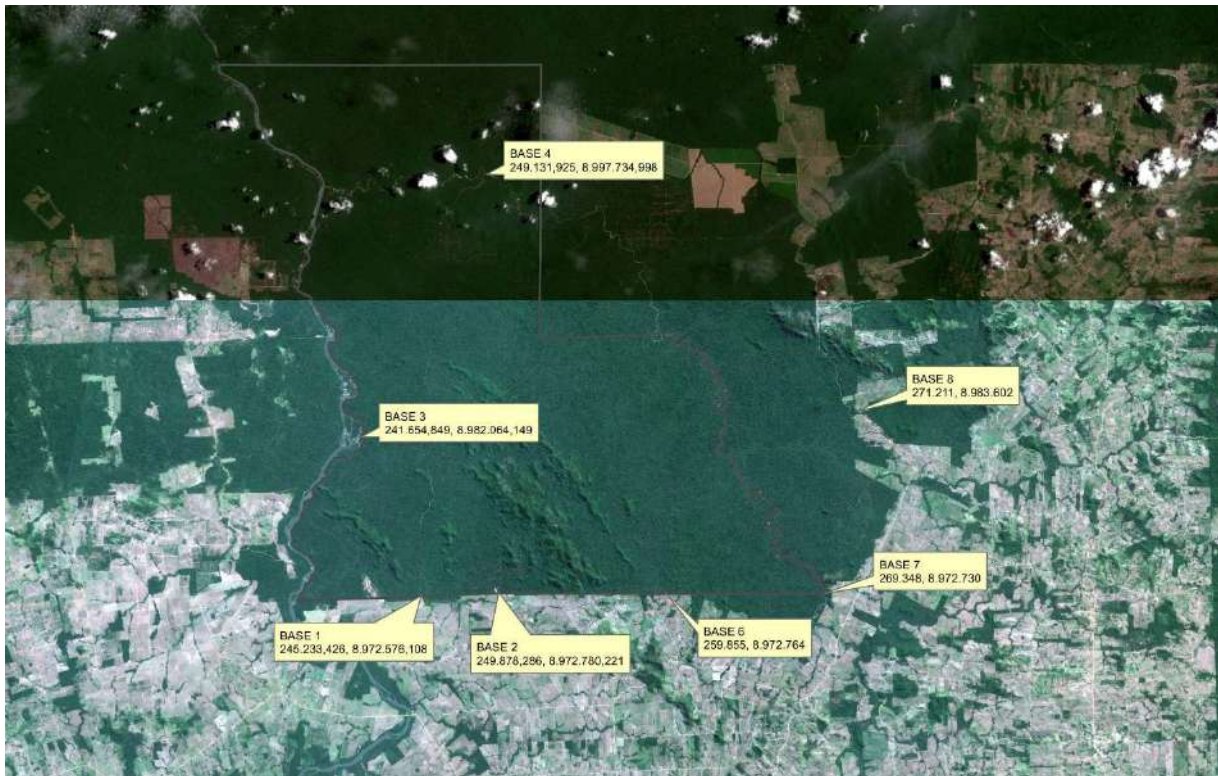 BASE 4
249.131,925, 8.997.734,998
BASE 8
271.211, 8.983.602
BASE 3
241.654,849, 8.982.064,149
BASE 7
269.348, 8.972.730
BASE 1
245.233,426, 8.972.576,108
BASE 2
249.878,286, 8.972.780,221
BASE 6
259.855, 8.972.764